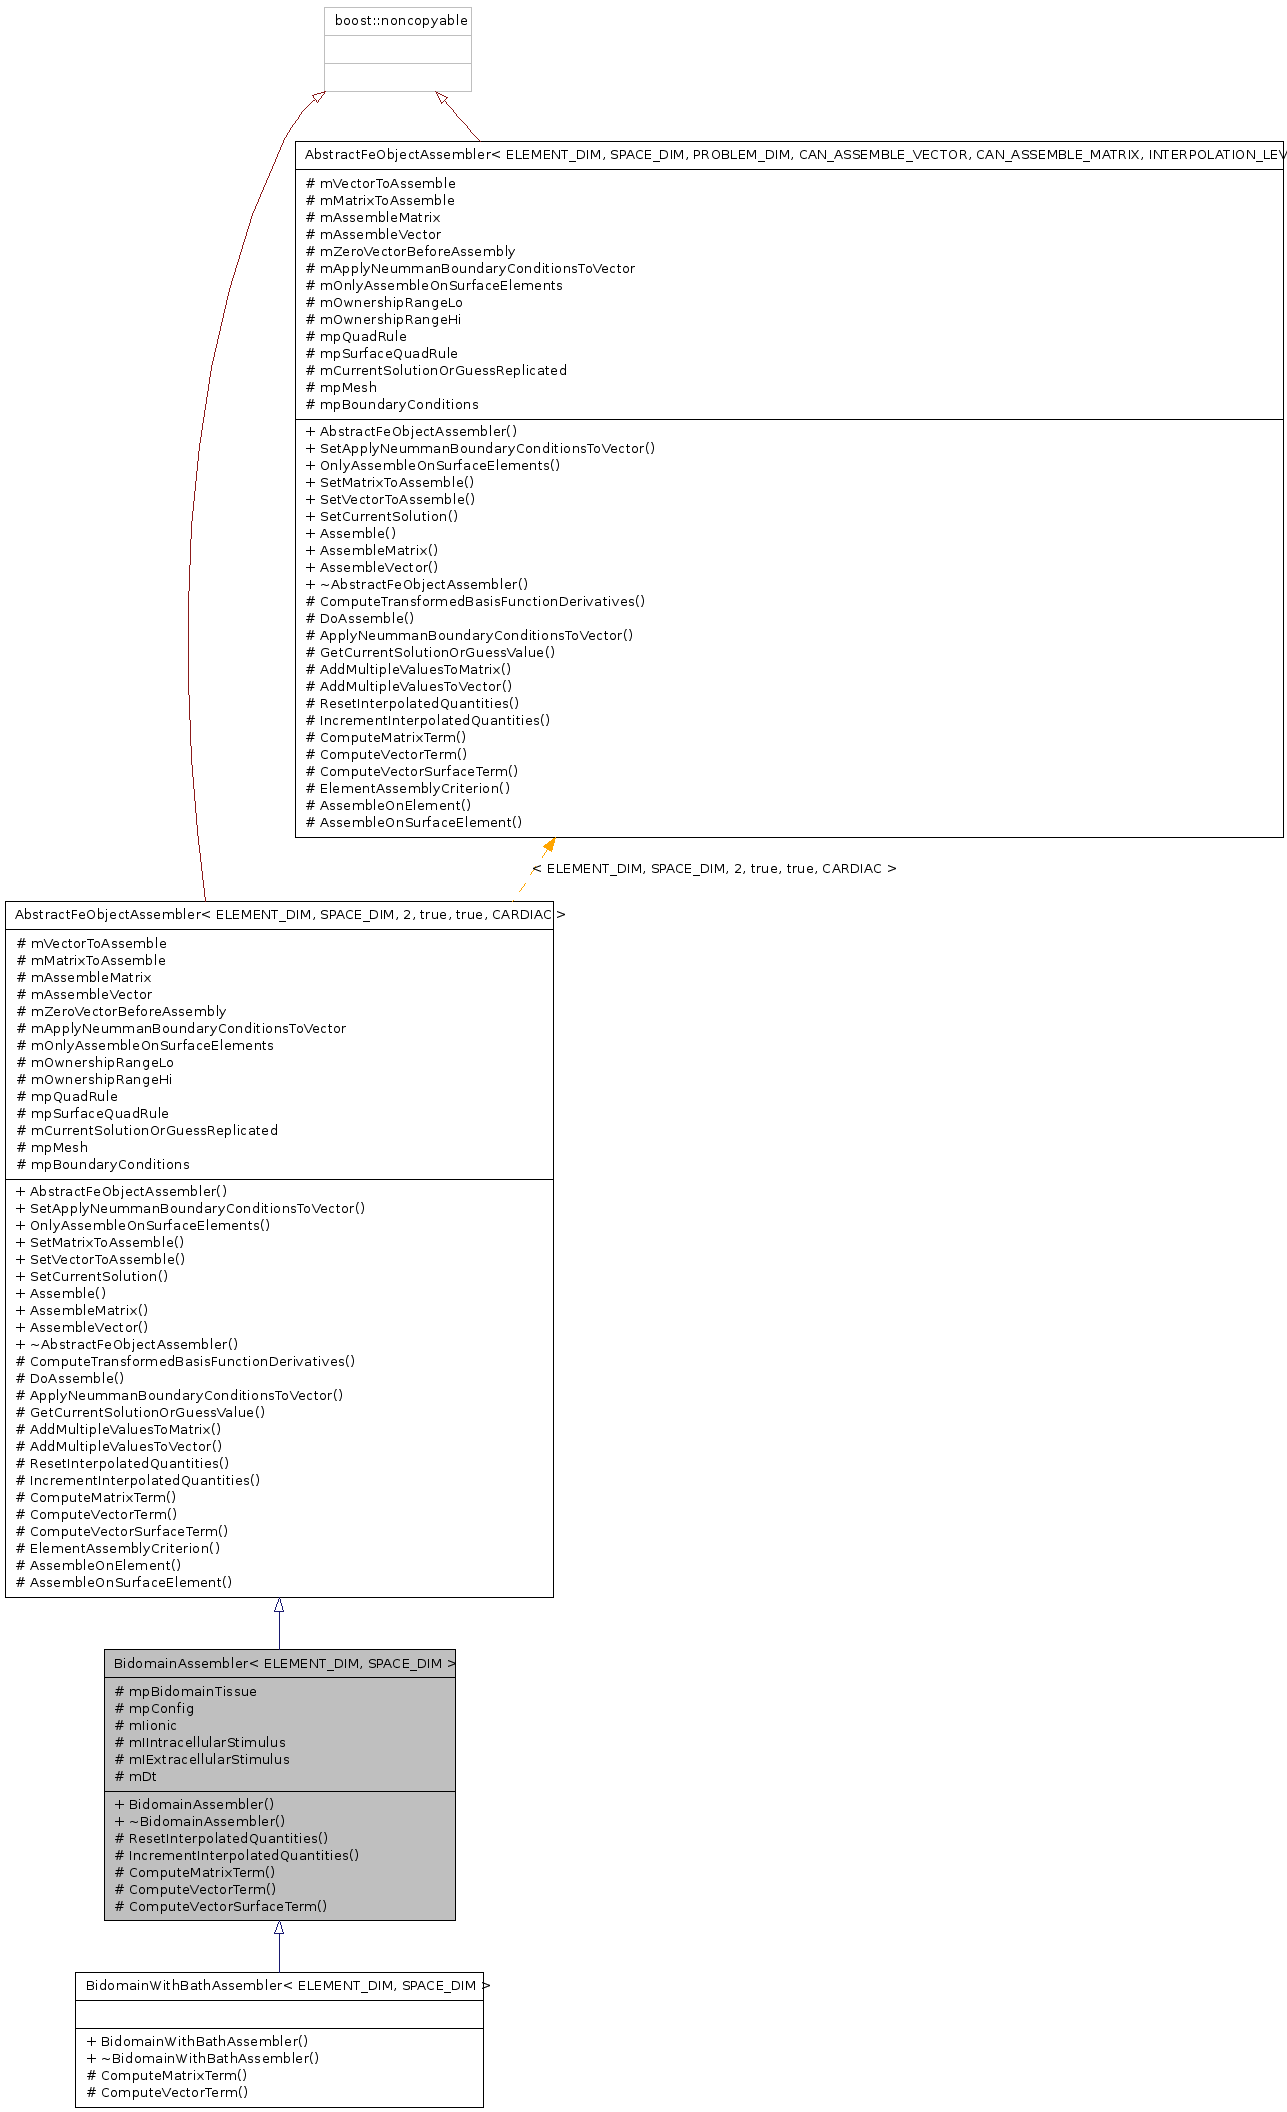 boost::noncopyable
AbstractFeObjectAssembler< ELEMENT_DIM, SPACE_DIM, PROBLEM_DIM, CAN_ASSEMBLE_VECTOR, CAN_ASSEMBLE_MATRIX, INTERPOLATION_LEV
# mVectorToAssemble
# mMatrixToAssemble
# mAssembleMatrix
# mAssembleVector
# mZeroVectorBeforeAssembly
# mApplyNeummanBoundaryConditionsToVector
# mOnlyAssembleOnSurfaceElements
# mOwnershipRangeLo
# mOwnershipRangeHi
# mpQuadRule
# mpSurfaceQuadRule
# mCurrentSolutionOrGuessReplicated
# mpMesh
# mpBoundaryConditions
+ AbstractFeObjectAssembler()
+ SetApplyNeummanBoundaryConditionsToVector()
+ OnlyAssembleOnSurfaceElements()
+ SetMatrixToAssemble()
+ SetVectorToAssemble()
+ SetCurrentSolution()
+ Assemble()
+ AssembleMatrix()
+ AssembleVector()
+ ~AbstractFeObjectAssembler()
# ComputeTransformedBasisFunctionDerivatives()
# DoAssemble()
# ApplyNeummanBoundaryConditionsToVector()
# GetCurrentSolutionOrGuessValue()
# AddMultipleValuesToMatrix()
# AddMultipleValuesToVector()
# ResetInterpolatedQuantities()
# IncrementInterpolatedQuantities()
# ComputeMatrixTerm()
# ComputeVectorTerm()
# ComputeVectorSurfaceTerm()
# ElementAssemblyCriterion()
# AssembleOnElement()
# AssembleOnSurfaceElement()
< ELEMENT_DIM, SPACE_DIM, 2, true, true, CARDIAC >
AbstractFeObjectAssembler< ELEMENT_DIM, SPACE_DIM, 2, true, true, CARDIAC >
# mVectorToAssemble
# mMatrixToAssemble
# mAssembleMatrix
# mAssembleVector
# mZeroVectorBeforeAssembly
# mApplyNeummanBoundaryConditionsToVector
# mOnlyAssembleOnSurfaceElements
# mOwnershipRangeLo
# mOwnershipRangeHi
# mpQuadRule
# mpSurfaceQuadRule
# mCurrentSolutionOrGuessReplicated
# mpMesh
# mpBoundaryConditions
+ AbstractFeObjectAssembler()
+ SetApplyNeummanBoundaryConditionsToVector()
+ OnlyAssembleOnSurfaceElements()
+ SetMatrixToAssemble()
+ SetVectorToAssemble()
+ SetCurrentSolution()
+ Assemble()
+ AssembleMatrix()
+ AssembleVector()
+ ~AbstractFeObjectAssembler()
# ComputeTransformedBasisFunctionDerivatives()
# DoAssemble()
# ApplyNeummanBoundaryConditionsToVector()
# GetCurrentSolutionOrGuessValue()
# AddMultipleValuesToMatrix()
# AddMultipleValuesToVector()
# ResetInterpolatedQuantities()
# IncrementInterpolatedQuantities()
# ComputeMatrixTerm()
# ComputeVectorTerm()
# ComputeVectorSurfaceTerm()
# ElementAssemblyCriterion()
# AssembleOnElement()
# AssembleOnSurfaceElement()
BidomainAssembler< ELEMENT_DIM, SPACE_DIM >
# mpBidomainTissue
# mpConfig
# mIionic
# mIIntracellularStimulus
# mIExtracellularStimulus
# mDt
+ BidomainAssembler()
+ ~BidomainAssembler()
# ResetInterpolatedQuantities()
# IncrementInterpolatedQuantities()
# ComputeMatrixTerm()
# ComputeVectorTerm()
# ComputeVectorSurfaceTerm()
BidomainWithBathAssembler< ELEMENT_DIM, SPACE_DIM >
+ BidomainWithBathAssembler()
+ ~BidomainWithBathAssembler()
# ComputeMatrixTerm()
# ComputeVectorTerm()